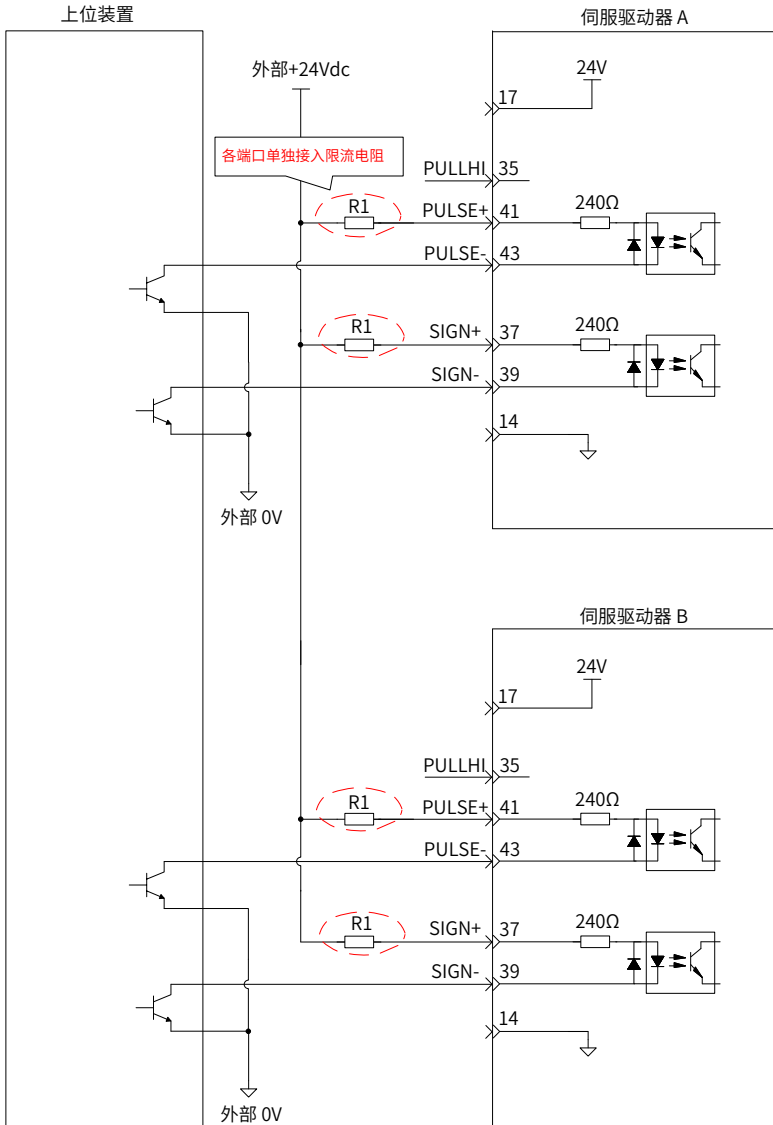 上位装置
伺服驱动器 A
外部+24Vdc
24V
17
各端口单独接入限流电阻
PULLHI 35
R1
PULSE+ 41
240Ω
PULSE- 43
R1
SIGN+ 37
240Ω
SIGN- 39
14
外部 0V
伺服驱动器 B
24V
17
PULLHI 35
R1
PULSE+ 41
240Ω
PULSE- 43
R1
SIGN+ 37
240Ω
SIGN- 39
14
外部 0V